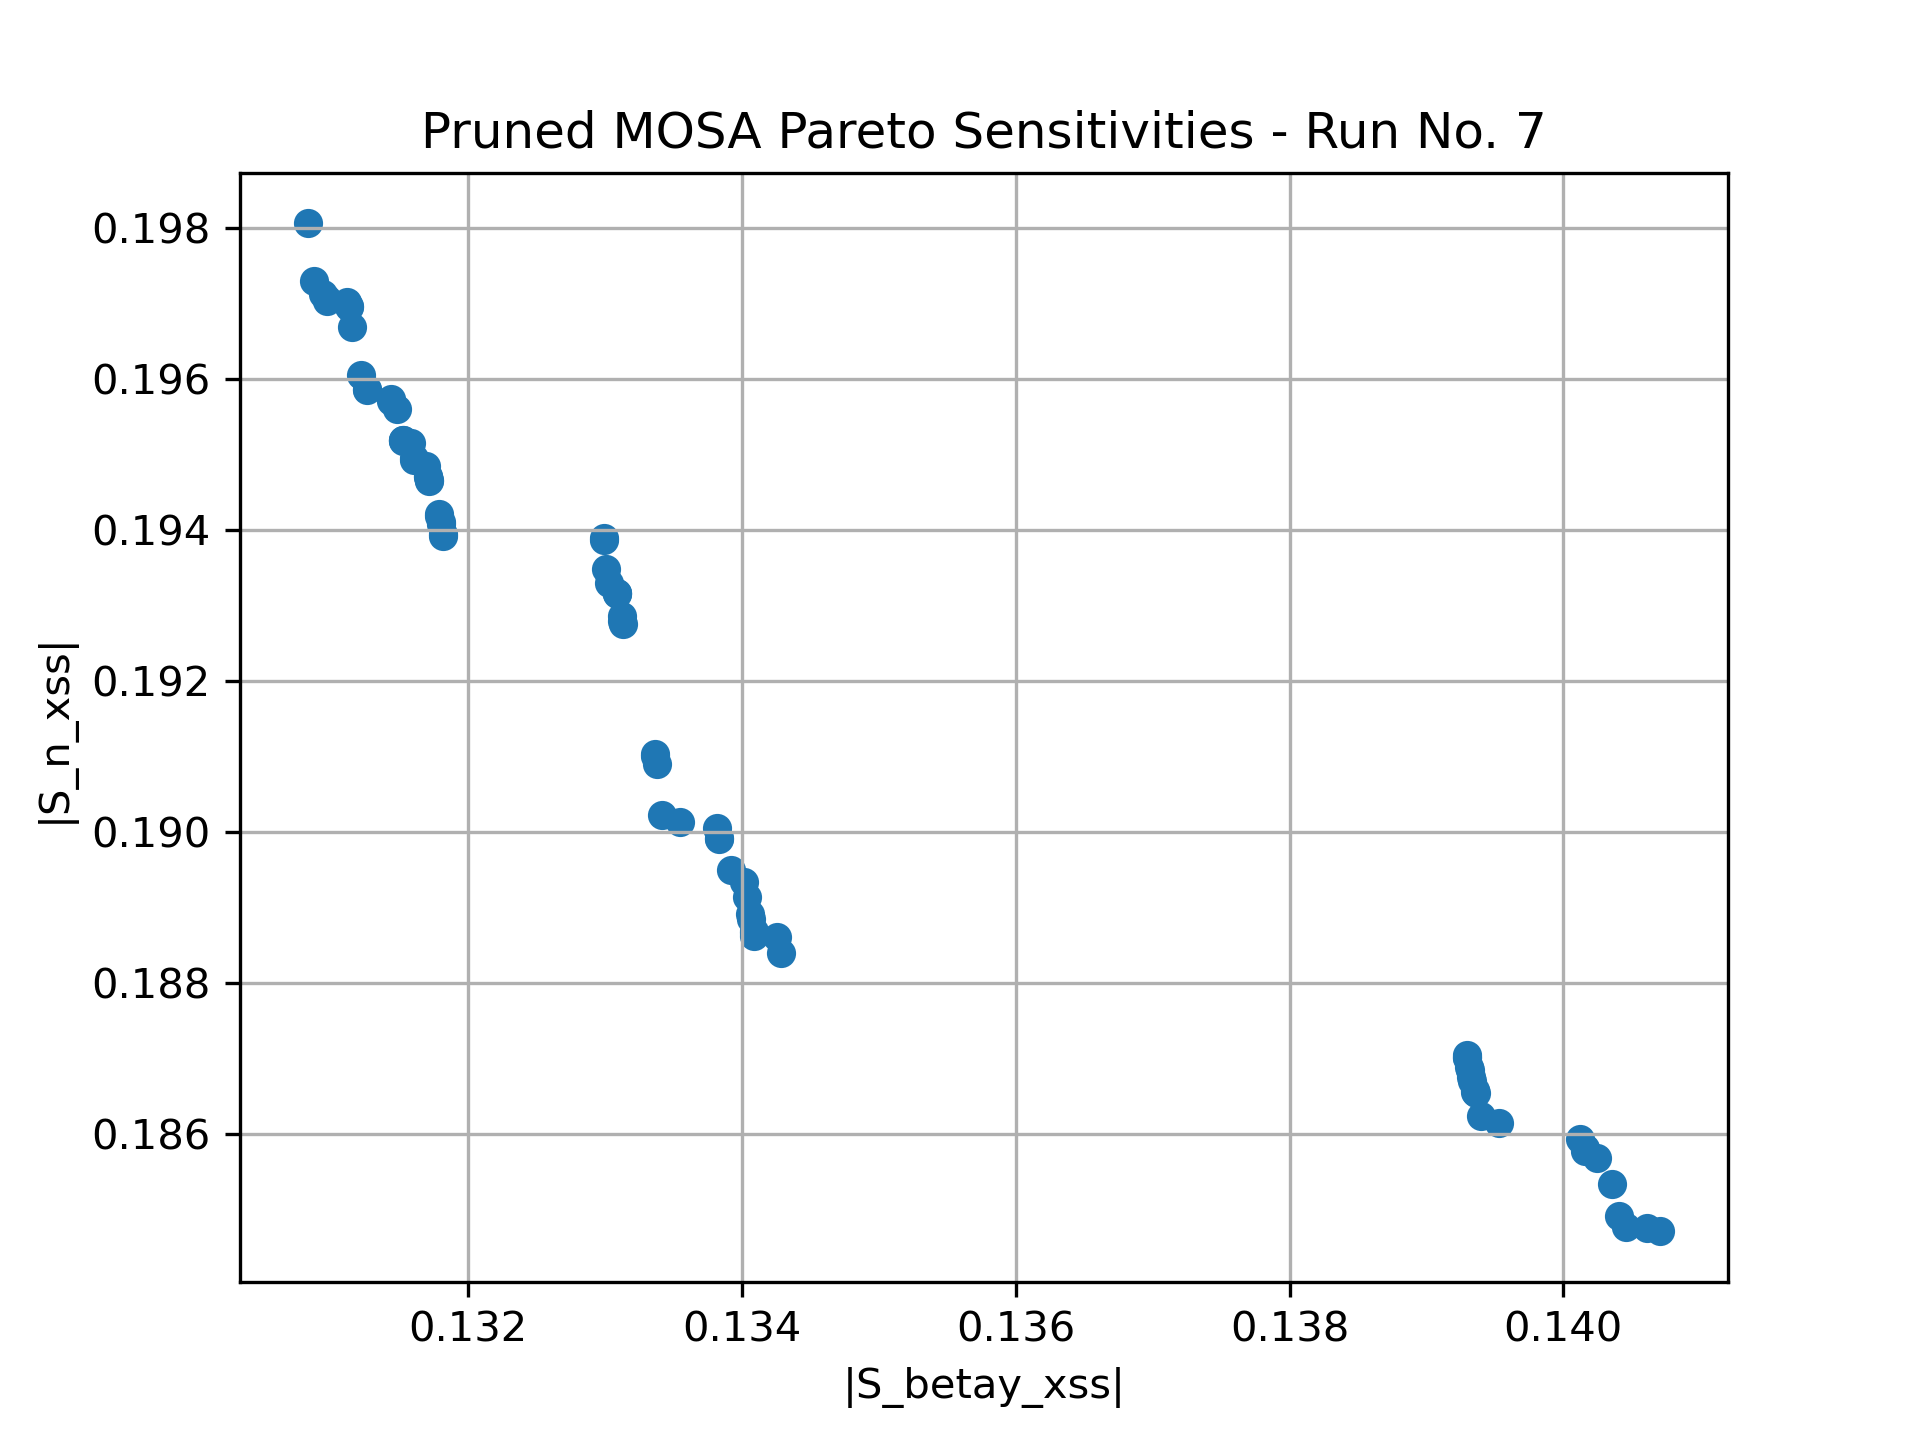 Pruned MOSA Pareto Sensitivities - Run No. 7
0.198
0.196
0.194
0.192
0.190
0.188
0.186
|S_n_xss|
0.132 0.134 0.136 0.138 0.140
|S_betay_xss|